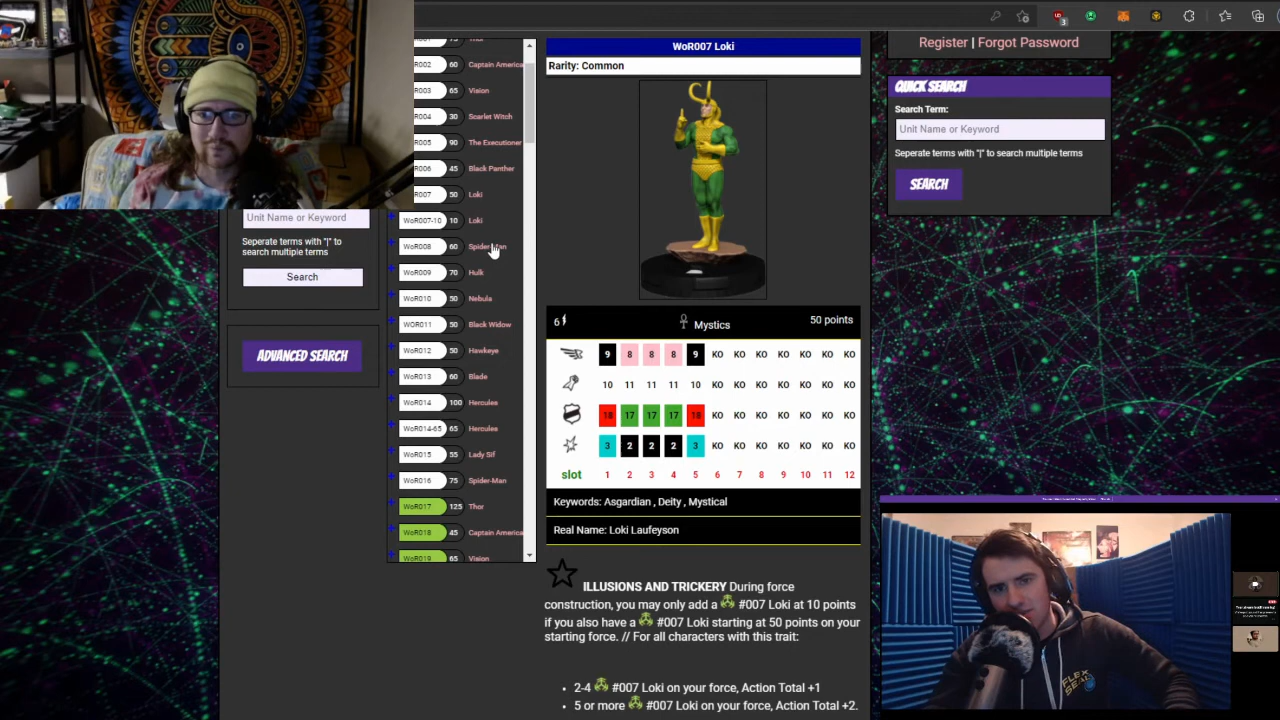 WoR002 60 Captain America
WoR003 65 Vision
WoR004 30 Scarlet Witch
WoR005 90 The Executioner
WoR006 45 Black Panther
WoR007 50 Loki
WoR007-10 10 Loki
WoR008 60 Spider-Man
WoR009 70 Hulk
WoR010 50 Nebula
WOR011 50 Black Widow
WoR012 50 Hawkeye
WoR013 60 Blade
WoR014 100 Hercules
WoR014-65 65 Hercules
WoR015 55 Lady Sif
WoR016 75 Spider-Man
WoR017 125 Thor
WoR018 45 Captain America
WoR019 65 Vision
Unit Name or Keyword
Seperate terms with "|" to
search multiple terms
Search
ADVANCED SEARCH
WoR007 Loki
Rarity: Common
6 Mystics 50 points
9 8 8 8 9 KO KO KO KO KO KO KO
10 11 11 11 10 KO KO KO KO KO KO KO
18 17 17 17 18 KO KO KO KO KO KO KO
3 2 2 2 3 KO KO KO KO KO KO KO
slot 1 2 3 4 5 6 7 8 9 10 11 12
Keywords: Asgardian , Deity , Mystical
Real Name: Loki Laufeyson
ILLUSIONS AND TRICKERY During force
construction, you may only add a #007 Loki at 10 points
if you also have a #007 Loki starting at 50 points on your
starting force. // For all characters with this trait:
• 2-4 #007 Loki on your force, Action Total +1
• 5 or more #007 Loki on your force, Action Total +2.
Register | Forgot Password
QUICK SEARCH
Search Term:
Unit Name or Keyword
Seperate terms with "|" to search multiple terms
SEARCH
FLEX
SEAL